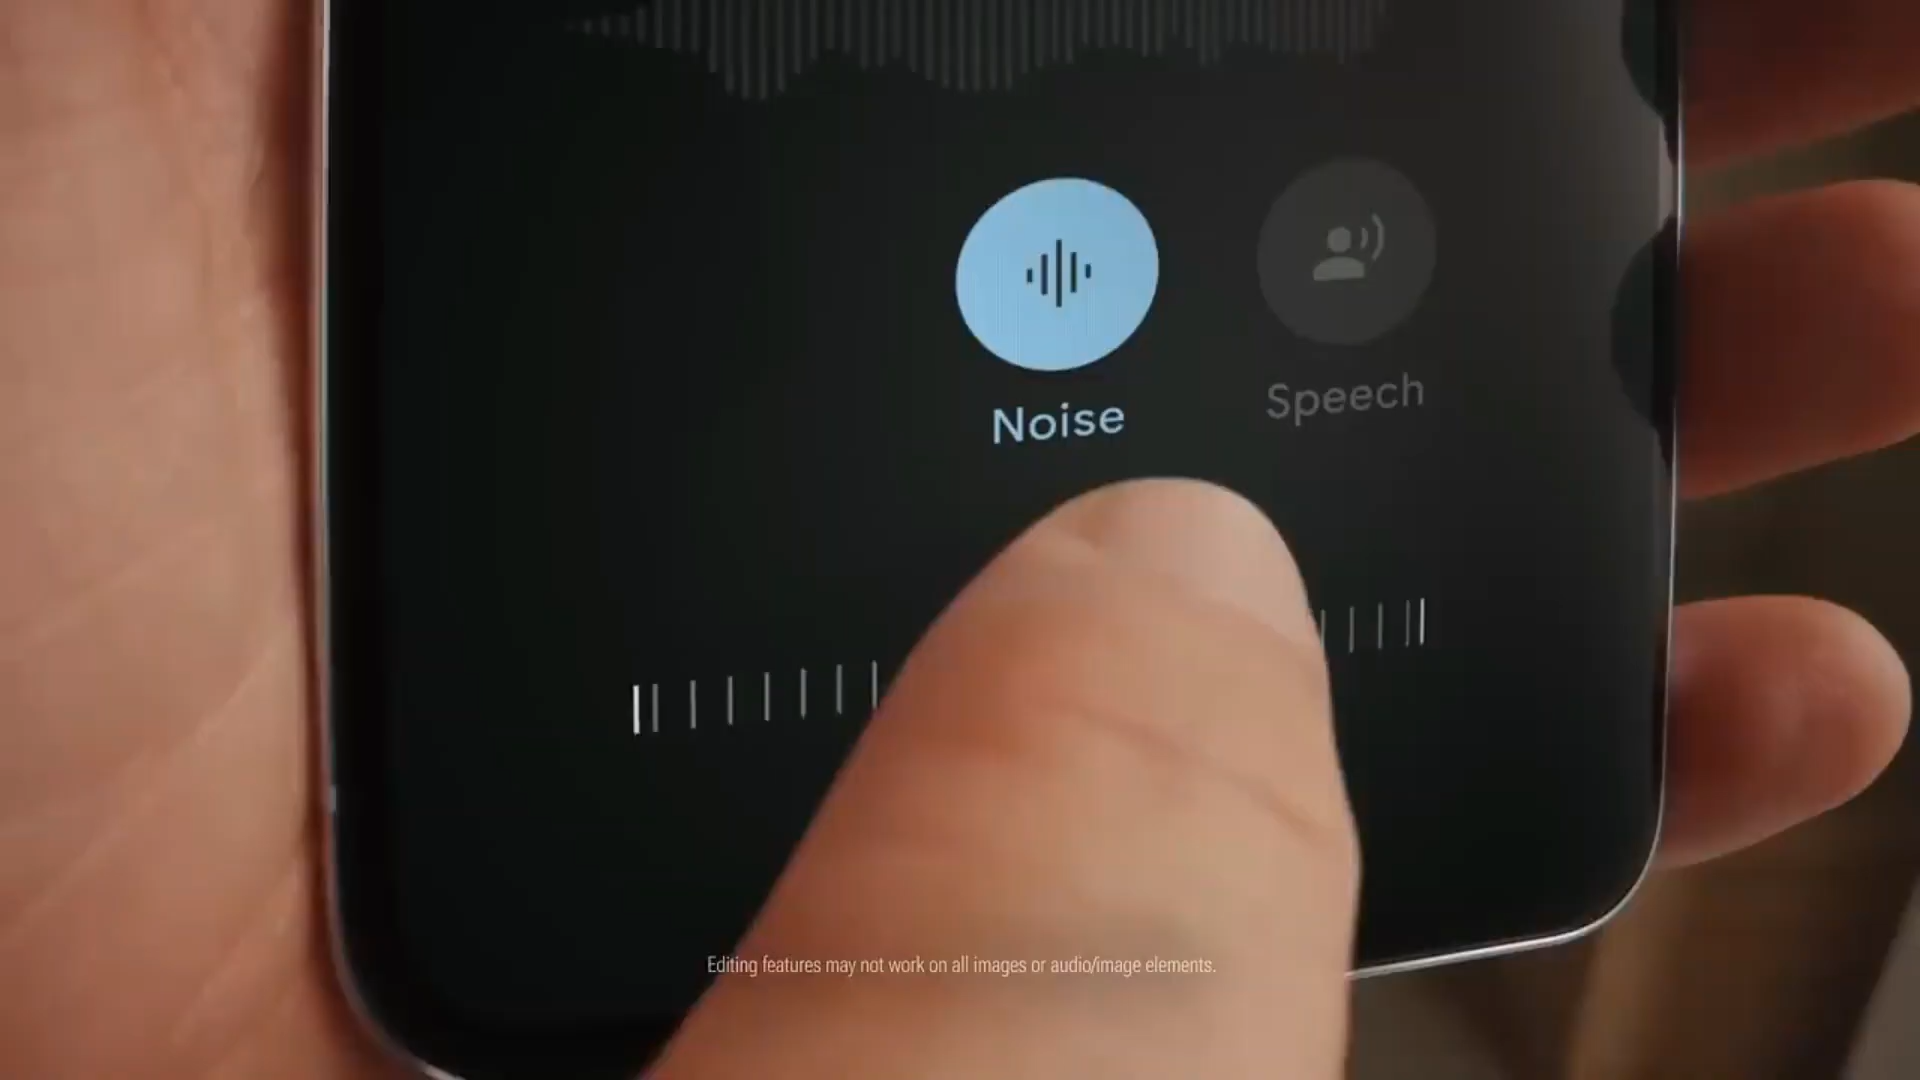 Noise
Speech
Editing features may not work on all images or audio/image elements.